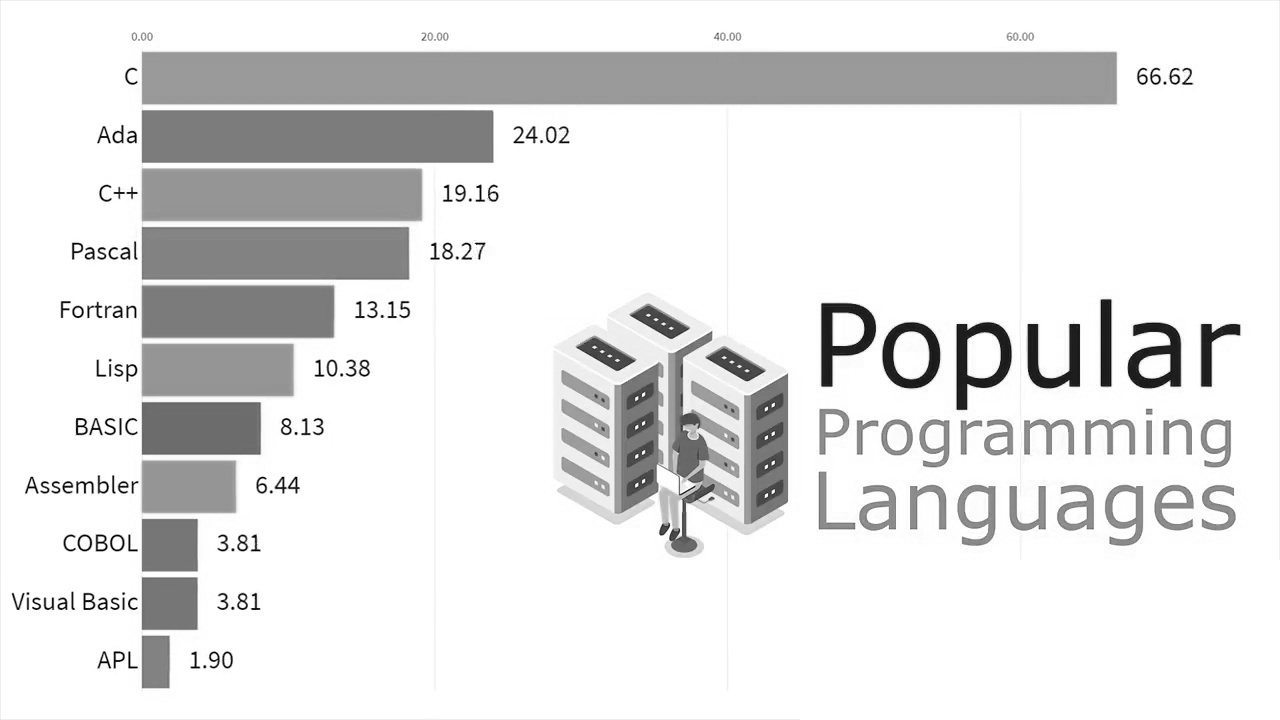 0.00 20.00 40.00 60.00
C 66.62
Ada 24.02
C++ 19.16
Pascal 18.27
Fortran 13.15
Lisp 10.38
BASIC 8.13
Assembler 6.44
COBOL 3.81
Visual Basic 3.81
APL 1.90
Popular
Programming
Languages